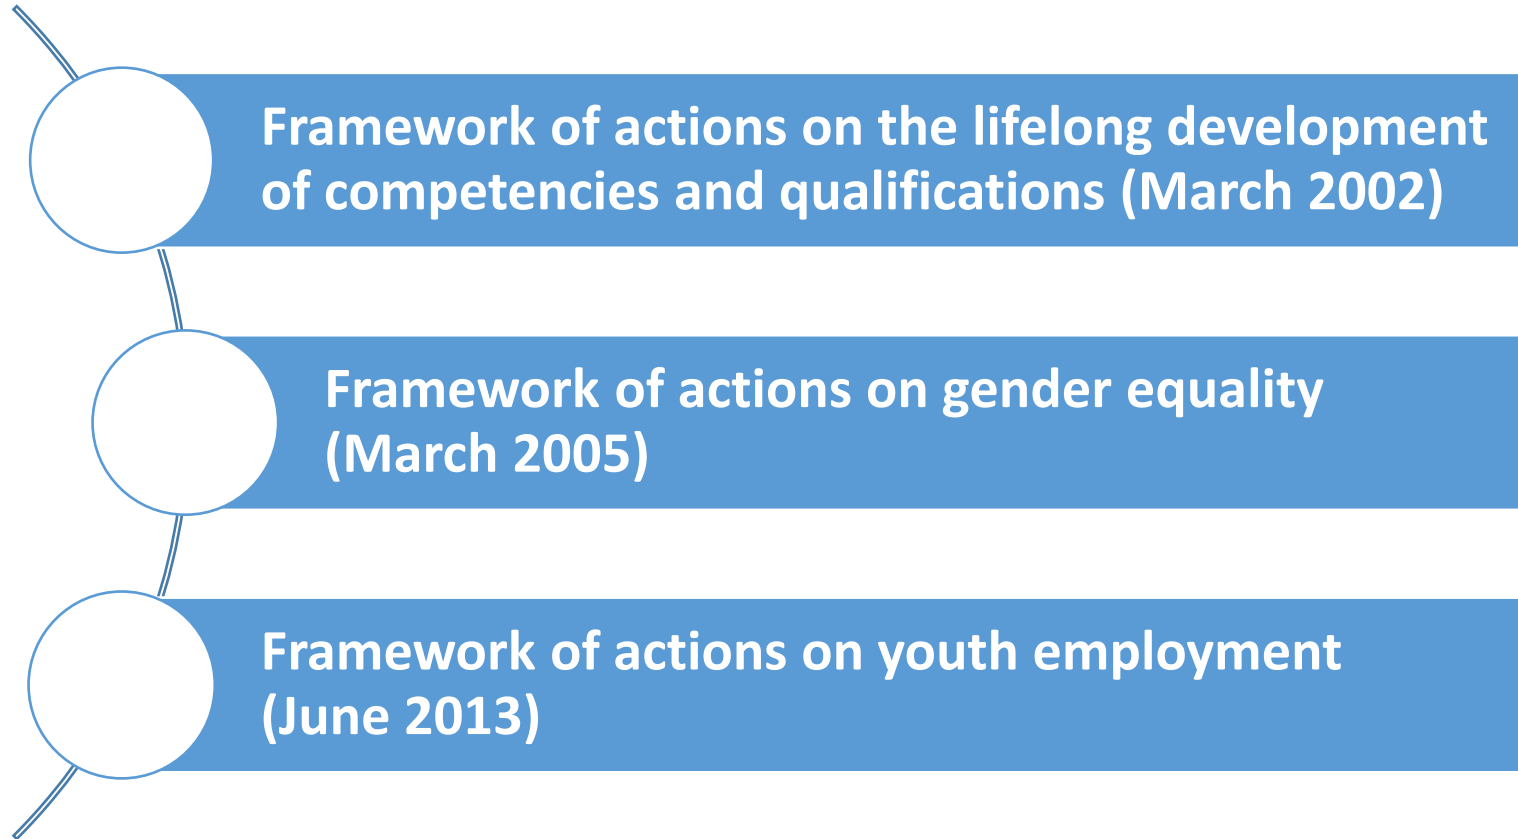 Framework of actions on the lifelong development
of competencies and qualifications (March 2002)
Framework of actions on gender equality
(March 2005)
Framework of actions on youth employment
(June 2013)